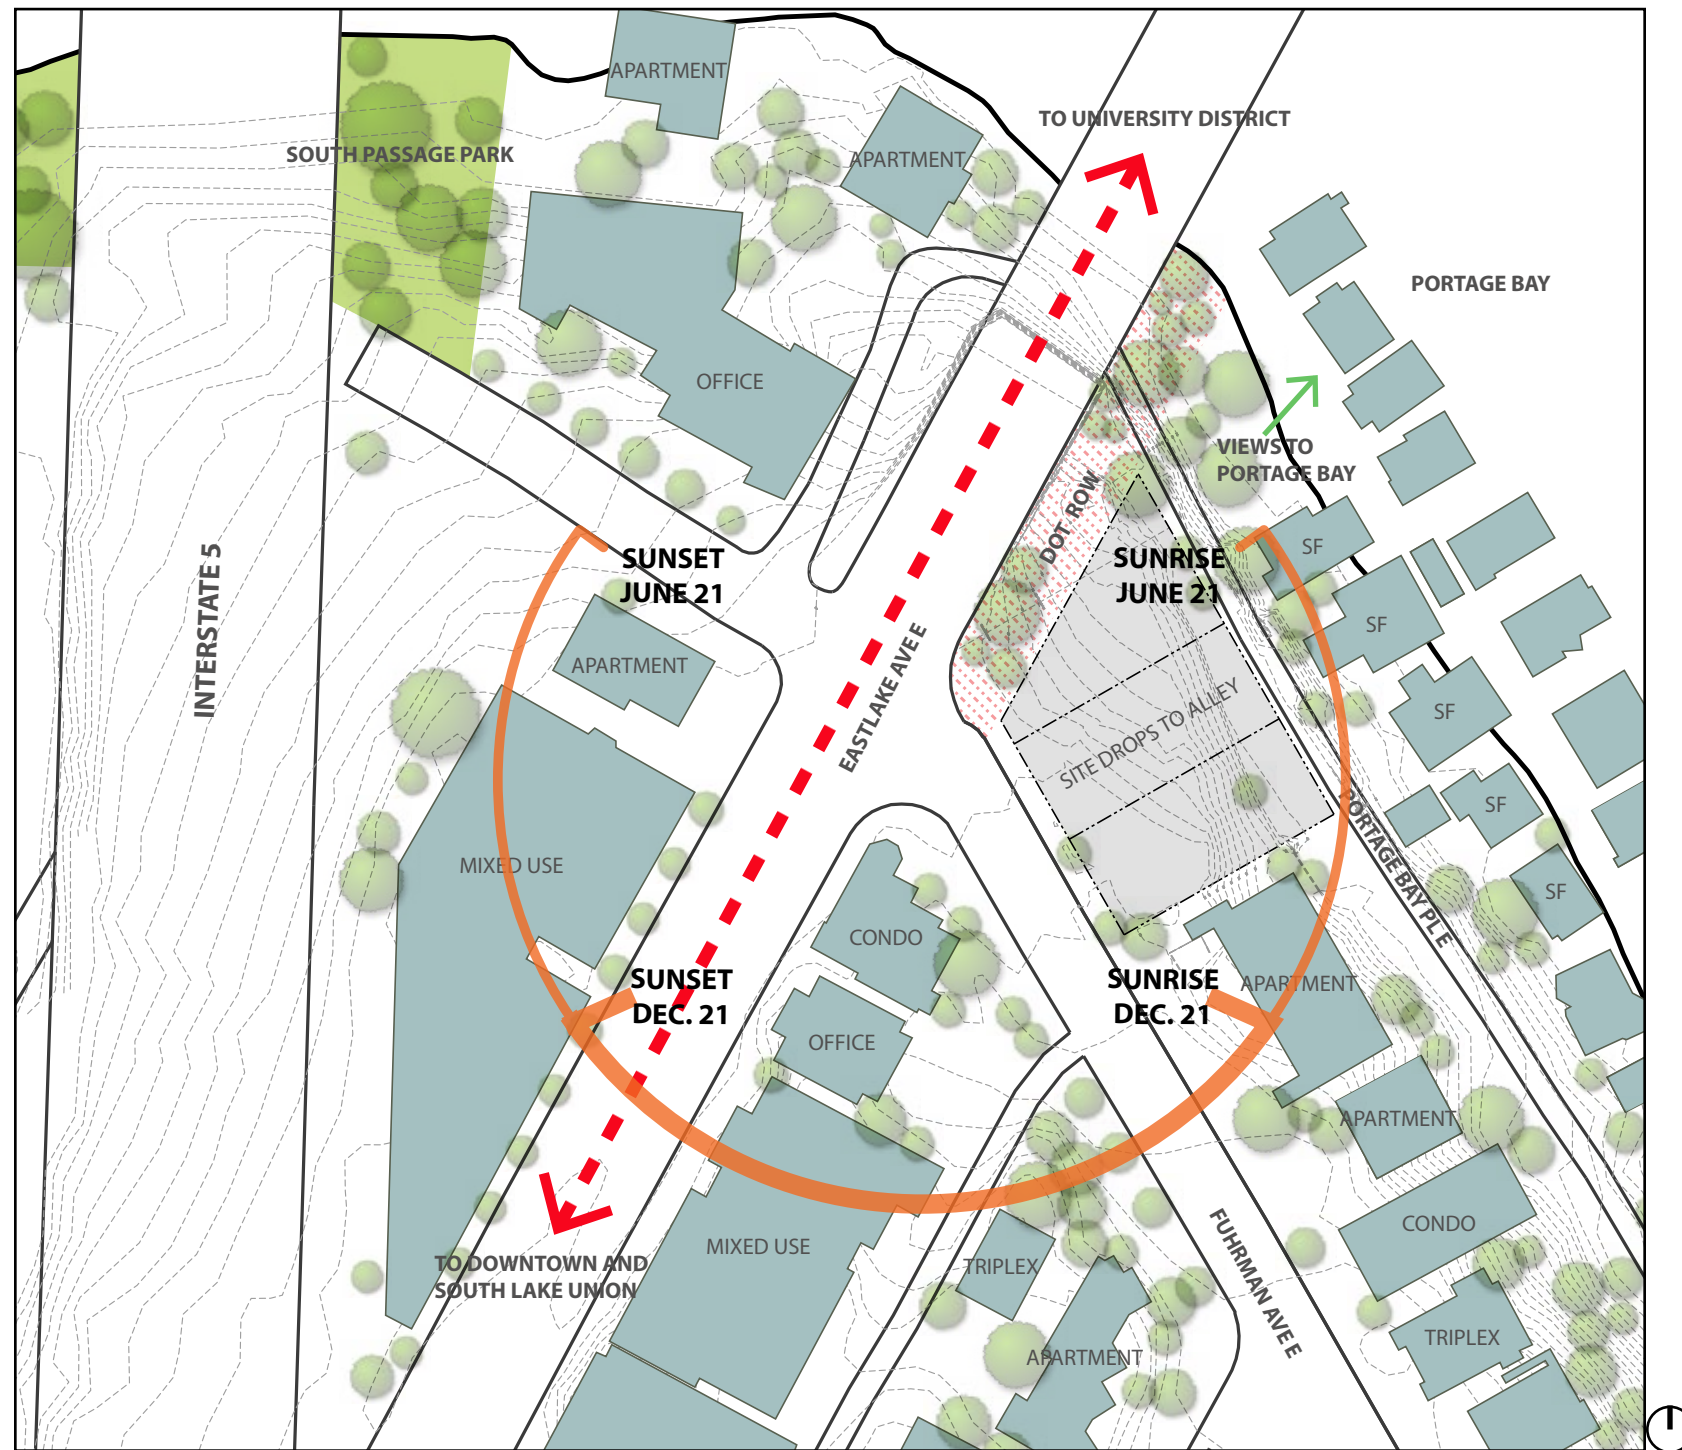 APARTMENT
TO UNIVERSITY DISTRICT
SOUTH PASSAGE PARK
APARTMENT
PORTAGE BAY
OFFICE
VIEWS TO
PORTAGE BAY
DOT ROW
SUNSET
JUNE 21
SUNRISE
JUNE 21
SF
SF
INTERSTATE 5
APARTMENT
EASTLAKE AVE E
SITE DROPS TO ALLEY
SF
SF
PORTAGE BAY PL E
MIXED USE
SF
CONDO
SUNSET
DEC. 21
SUNRISE
DEC. 21
APARTMENT
OFFICE
APARTMENT
CONDO
MIXED USE
TO DOWNTOWN AND
SOUTH LAKE UNION
TRIPLEX
FUHRMAN AVE E
TRIPLEX
APARTMENT